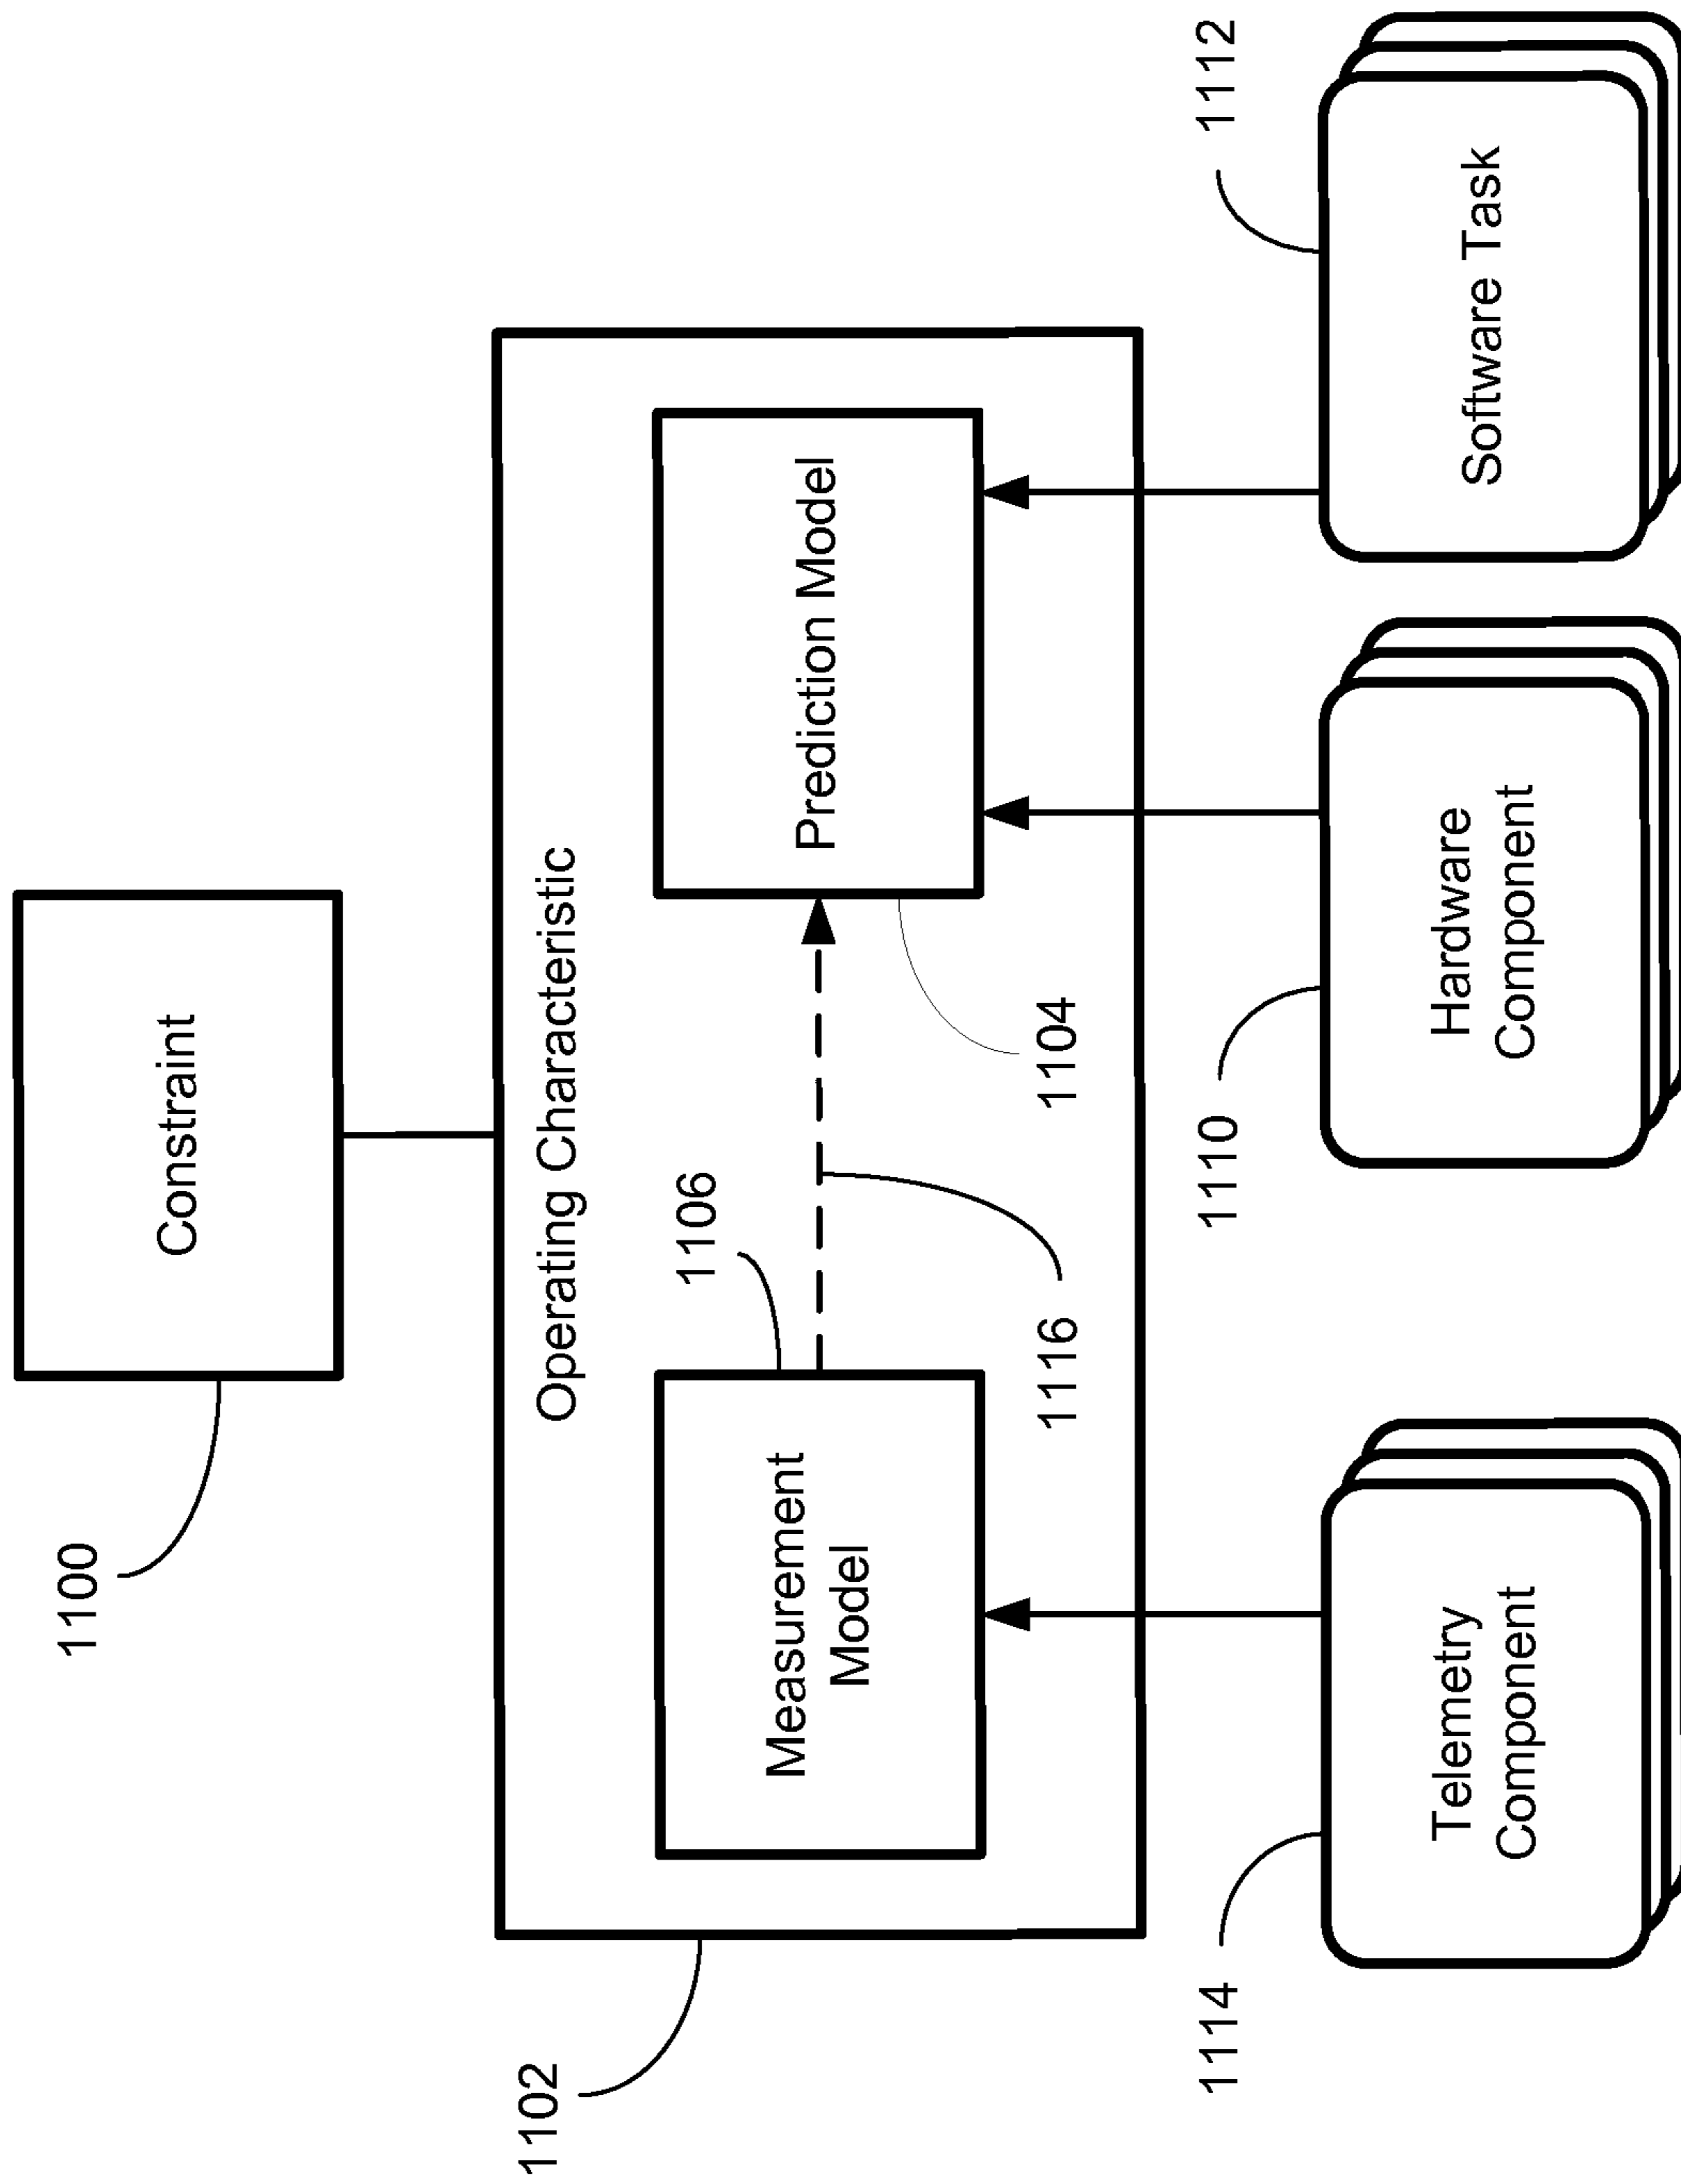 1100
Constraint
1102
Operating Characteristic
1106
Measurement
Model
Prediction Model
1116
1104
1114
1110
1112
Telemetry
Component
Hardware
Component
Software Task